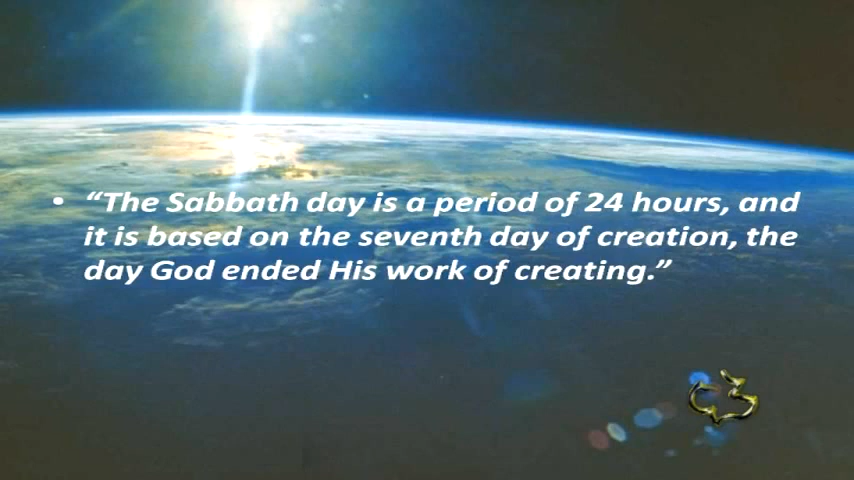 • “The Sabbath day is a period of 24 hours, and
it is based on the seventh day of creation, the
day God ended His work of creating.”